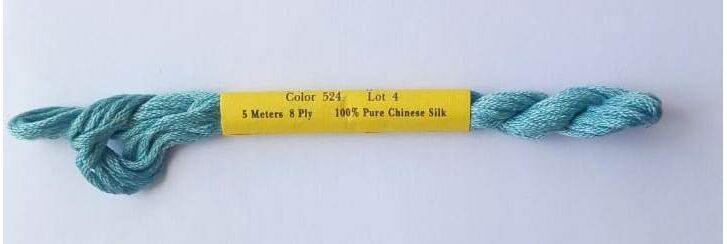 Color 524 Lot 4
5 Meters 8 Ply 100% Pure Chinese Silk